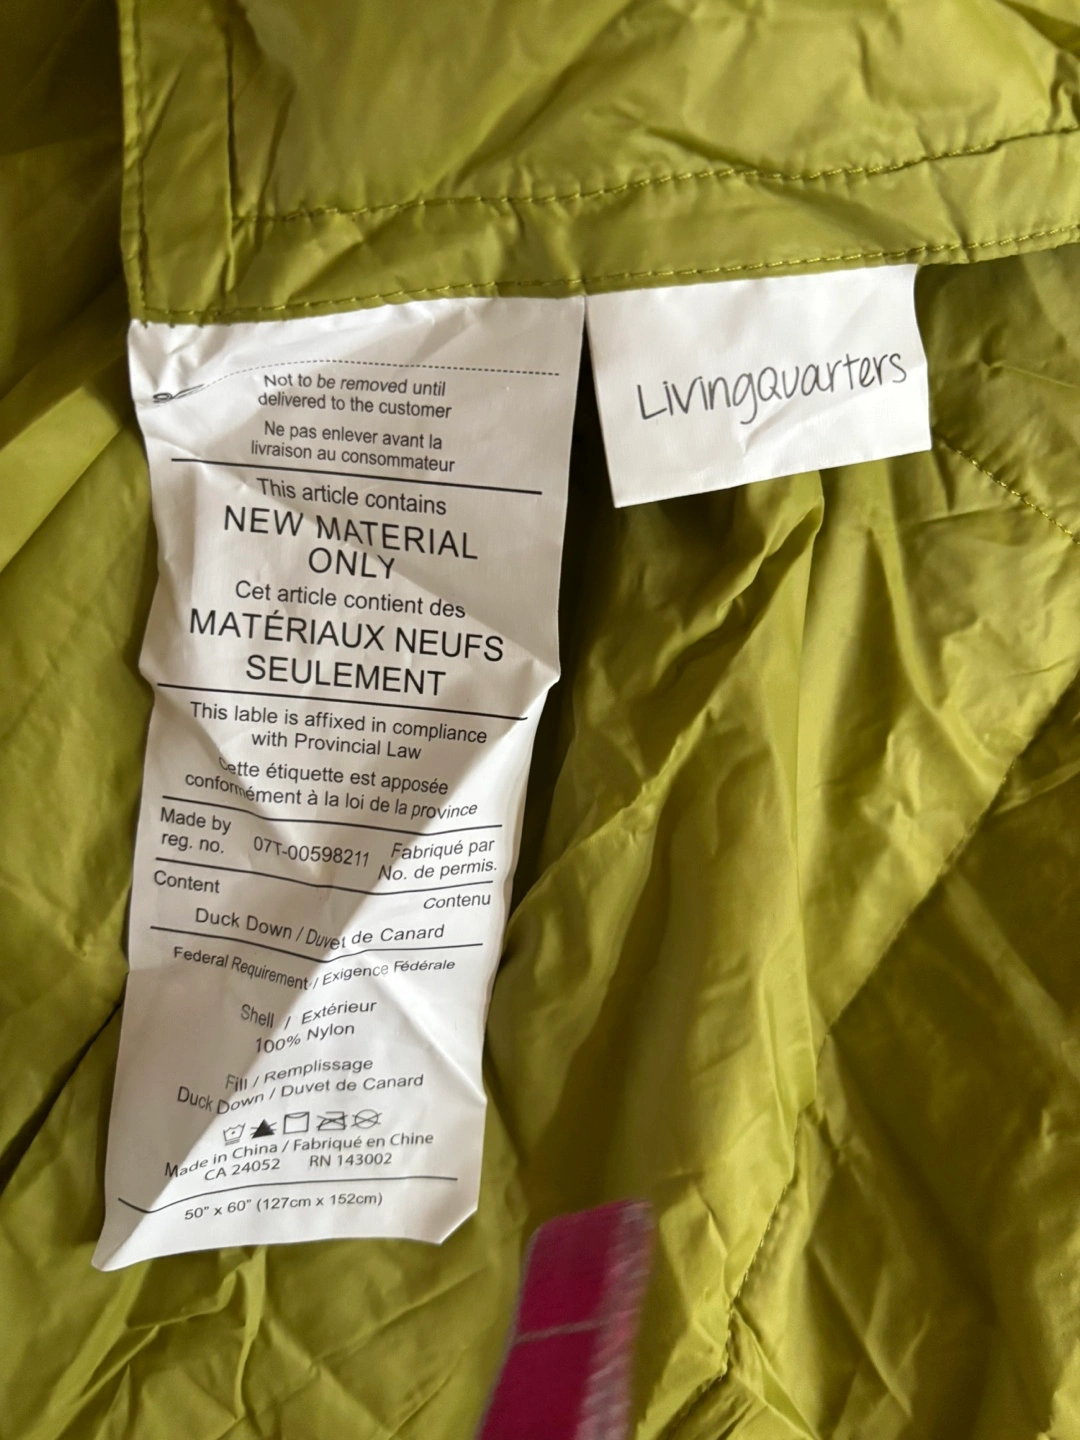 Not to be removed until
delivered to the customer
Ne pas enlever avant la
livraison au consommateur
This article contains
NEW MATERIAL
ONLY
Cet article contient des
MATÉRIAUX NEUFS
SEULEMENT
This lable is affixed in compliance
with Provincial Law
Cette étiquette est apposée
conformément à la loi de la province
Made by
reg. no.
07T-00598211
Fabriqué par
No. de permis.
Content
Contenu
Duck Down / Duvet de Canard
Federal Requirement / Exigence Fédérale
Shell / Extérieur
100% Nylon
Fill / Remplissage
Duck Down / Duvet de Canard
Made in China / Fabriqué en Chine
CA 24052 RN 143002
50" x 60" (127cm x 152cm)
LivingQuarters